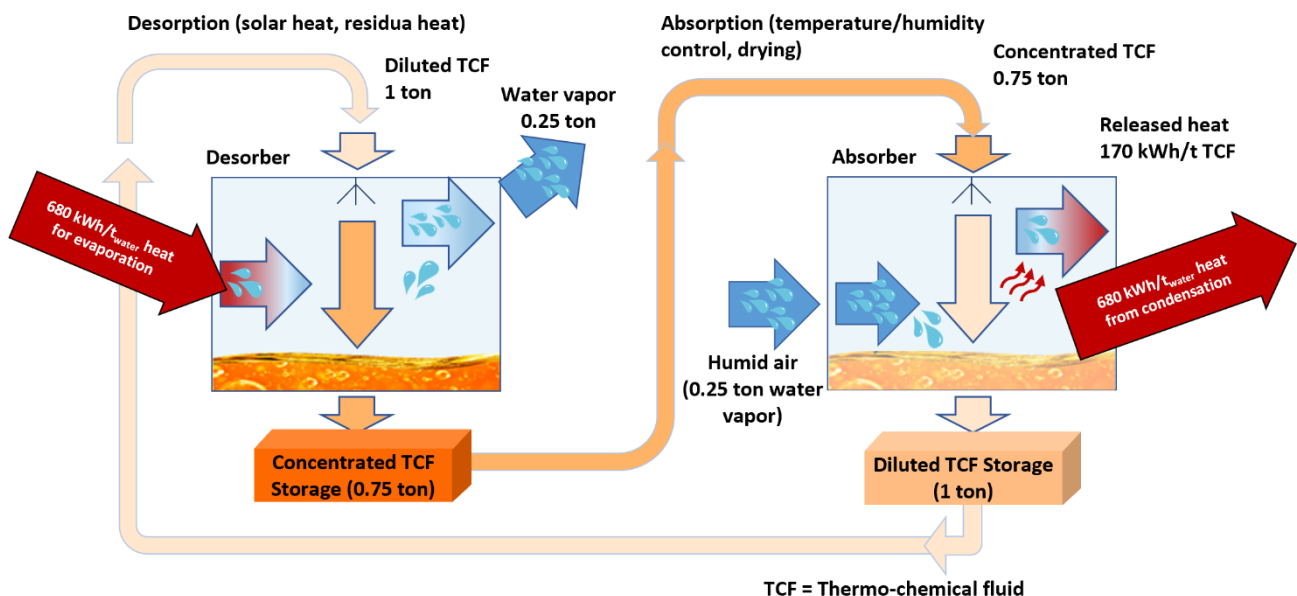 Desorption (solar heat, residua heat)
Diluted TCF
1 ton
Water vapor
0.25 ton
Desorber
680 kWh/twater heat
for evaporation
Concentrated TCF
Storage (0.75 ton)
Absorption (temperature/humidity
control, drying)
Concentrated TCF
0.75 ton
Released heat
170 kWh/t TCF
Absorber
680 kWh/twater heat
from condensation
Humid air
(0.25 ton water
vapor)
Diluted TCF Storage
(1 ton)
TCF = Thermo-chemical fluid